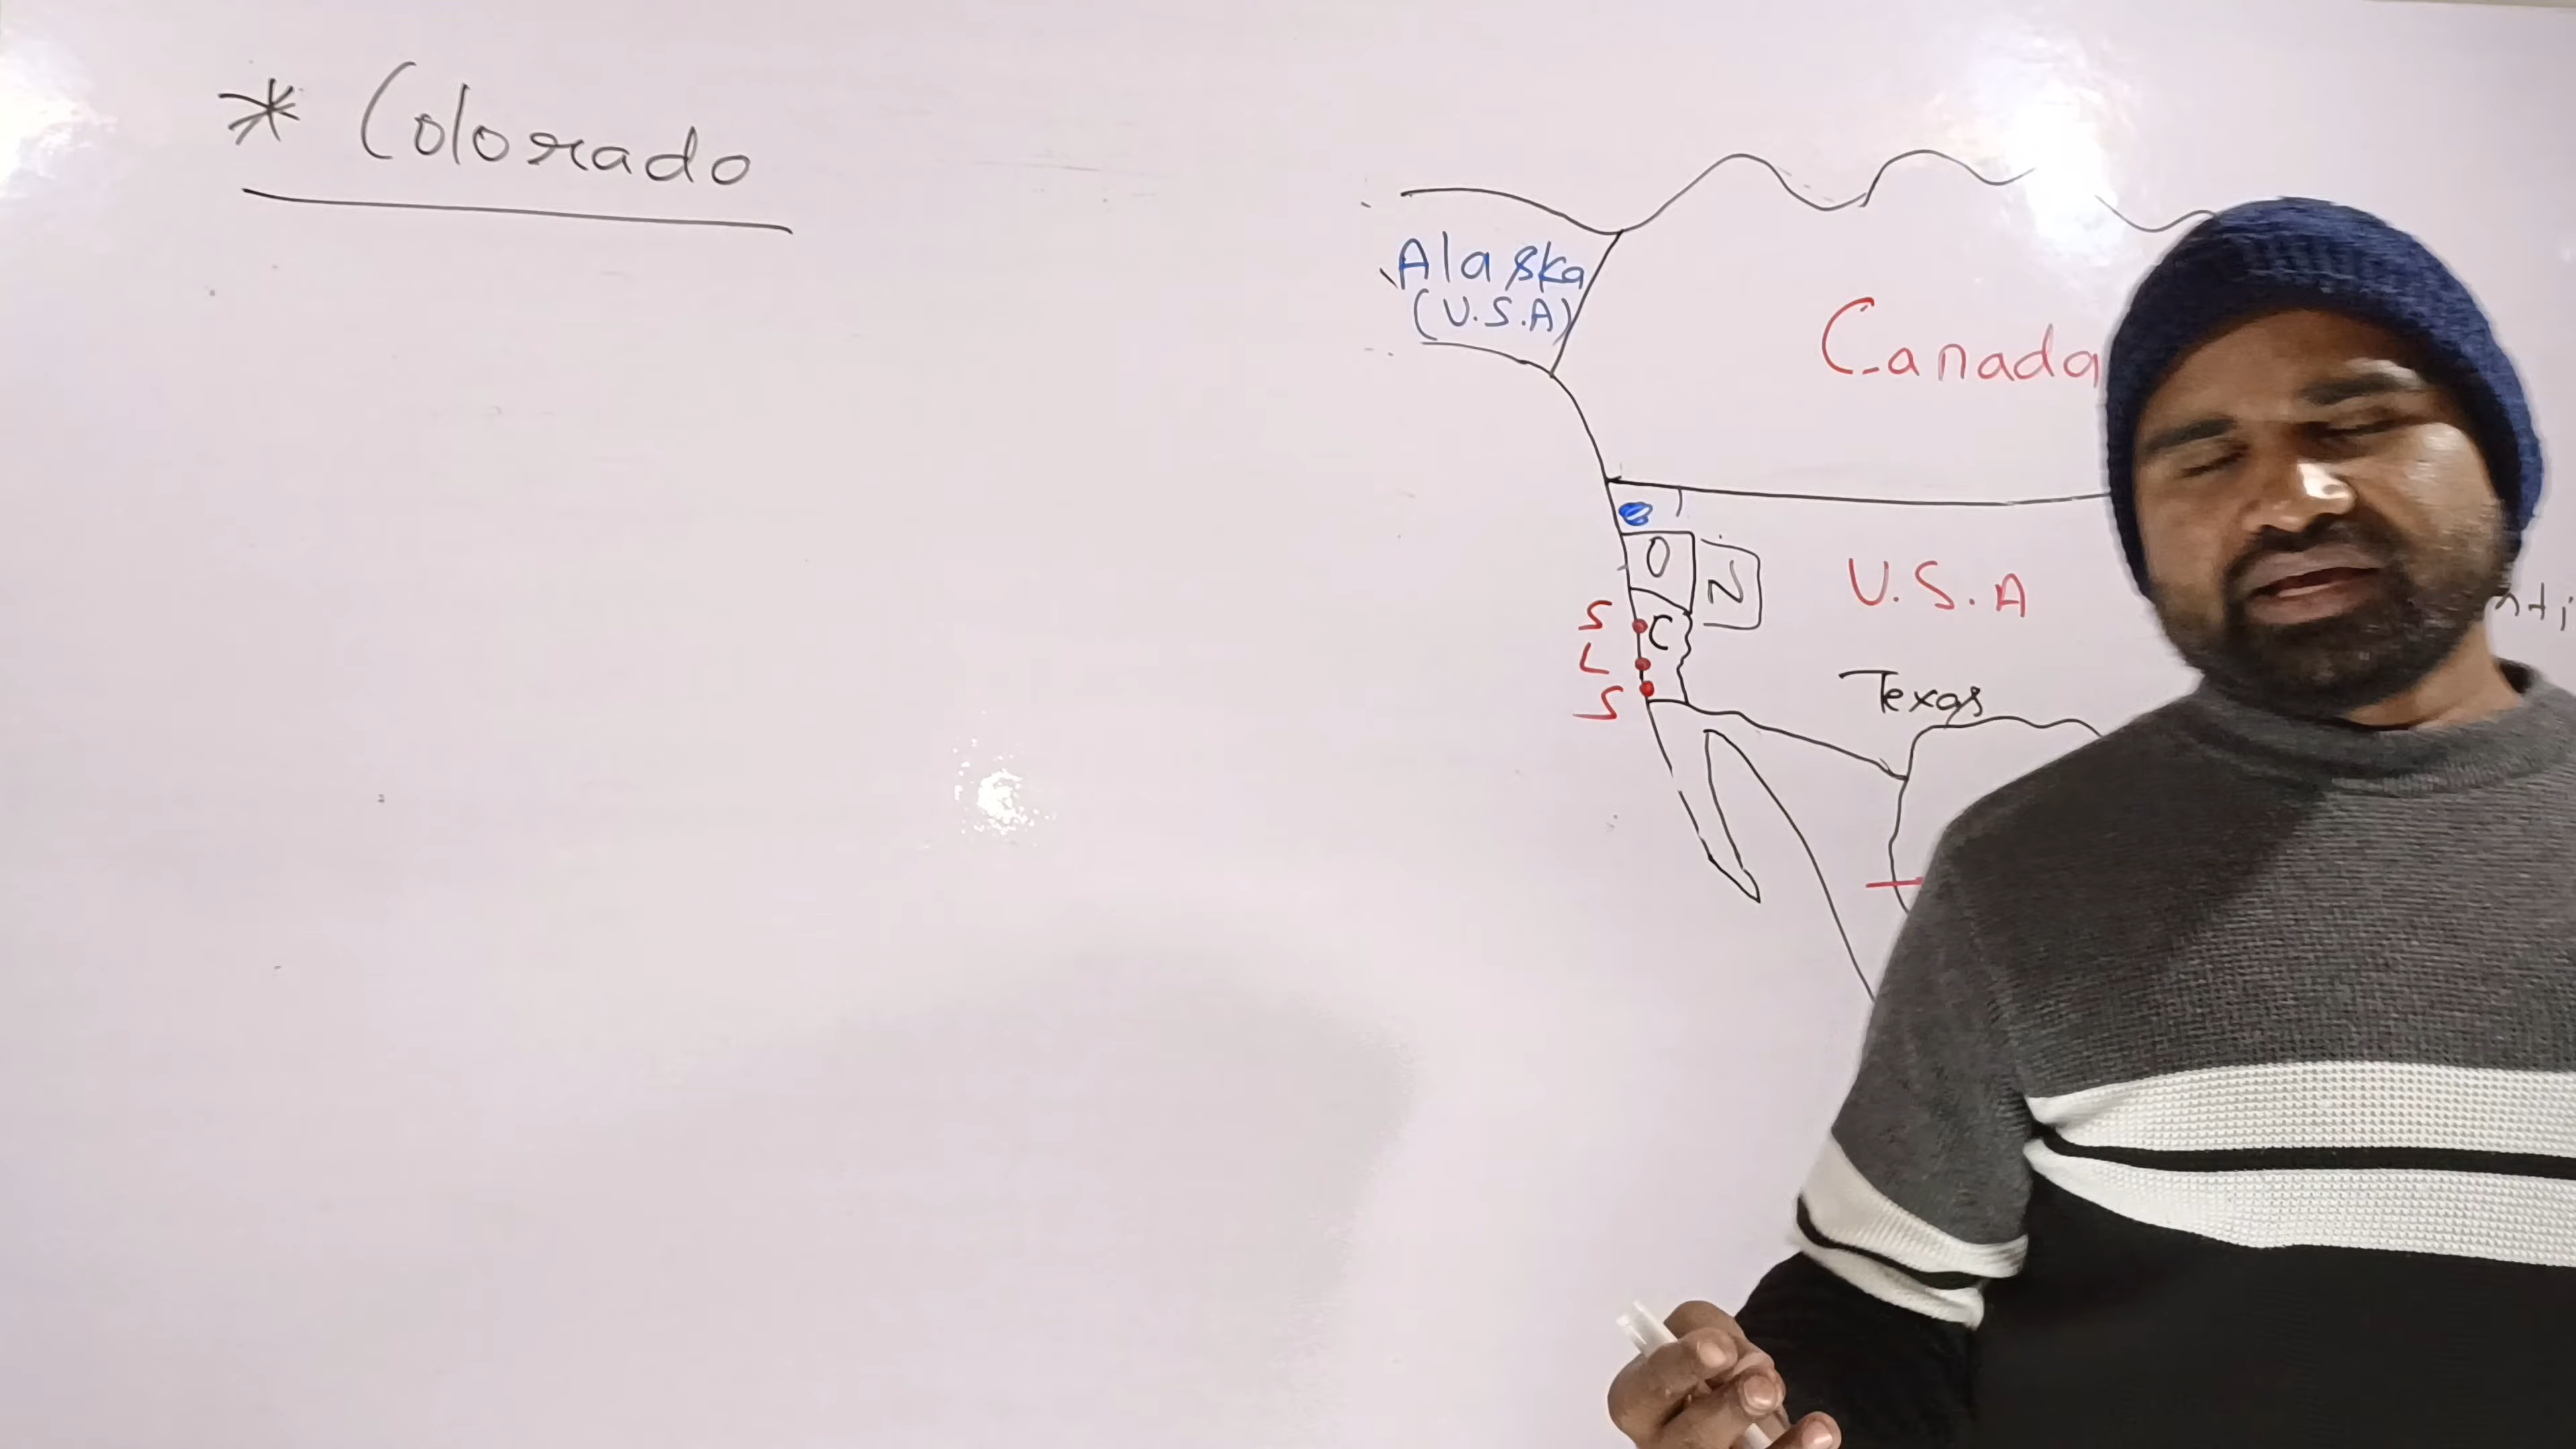 * Colorado
Alaska
(U.S.A)
Canada
O
N
U.S.A
S
C
L
S
Texas